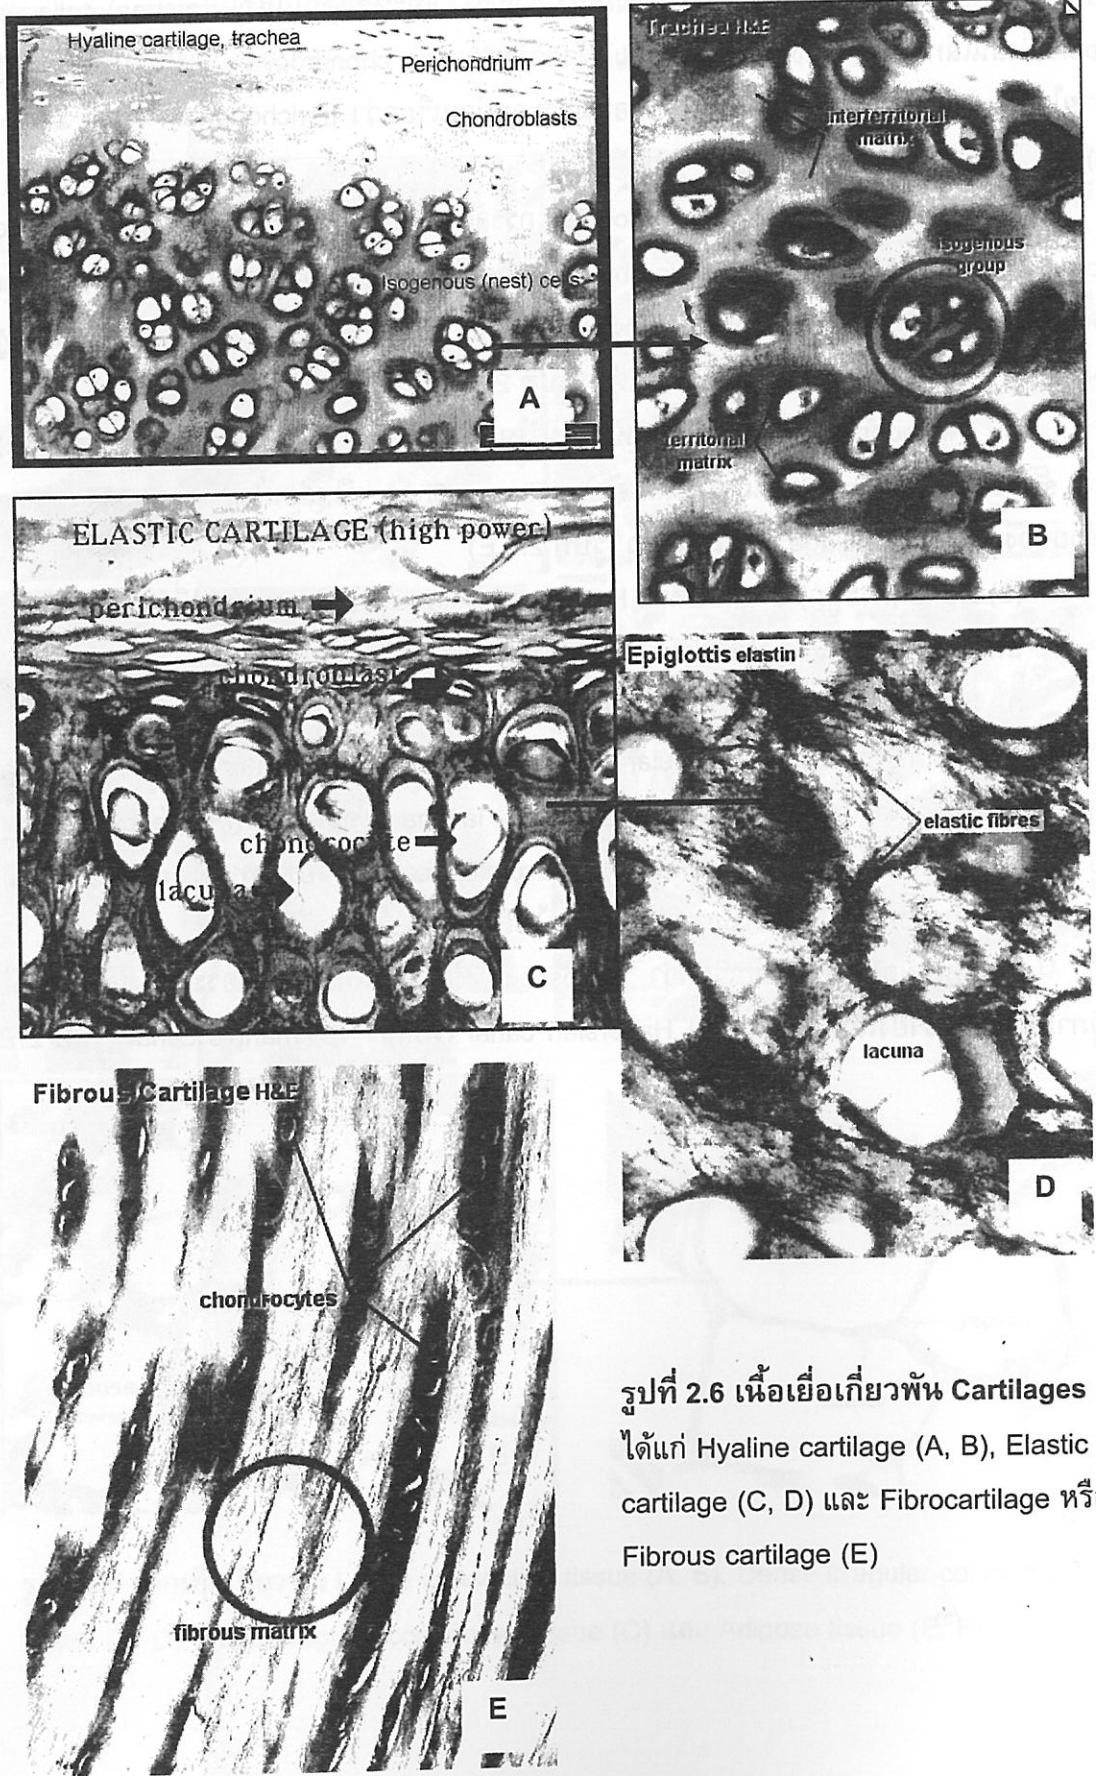 Hyaline cartilage, trachea
Perichondrium
Chondroblasts
Isogenous (nest) cells
A
Trachea H&E
interterritorial
matrix
isogenous
group
territorial
matrix
B
ELASTIC CARTILAGE (high power)
perichondrium
chondroblast
chondrocyte
lacuna
C
Epiglottis elastin
elastic fibres
lacuna
D
Fibrous Cartilage H&E
chondrocytes
fibrous matrix
E
รูปที่ 2.6 เนื้อเยื่อเกี่ยวพัน Cartilages
ได้แก่ Hyaline cartilage (A, B), Elastic
cartilage (C, D) และ Fibrocartilage หรื
Fibrous cartilage (E)